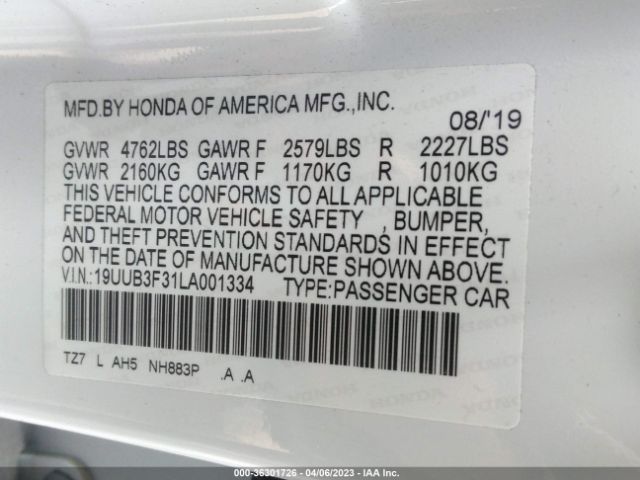 MFD.BY HONDA OF AMERICA MFG.,INC.
08/'19
GVWR 4762LBS GAWR F 2579LBS R 2227LBS
GVWR 2160KG GAWR F 1170KG R 1010KG
THIS VEHICLE CONFORMS TO ALL APPLICABLE
FEDERAL MOTOR VEHICLE SAFETY , BUMPER,
AND THEFT PREVENTION STANDARDS IN EFFECT
ON THE DATE OF MANUFACTURE SHOWN ABOVE.
V.I.N.:19UUB3F31LA001334 TYPE:PASSENGER CAR
TZ7 L AH5 NH883P .A .A
000-36301726 - 04/06/2023 - IAA Inc.